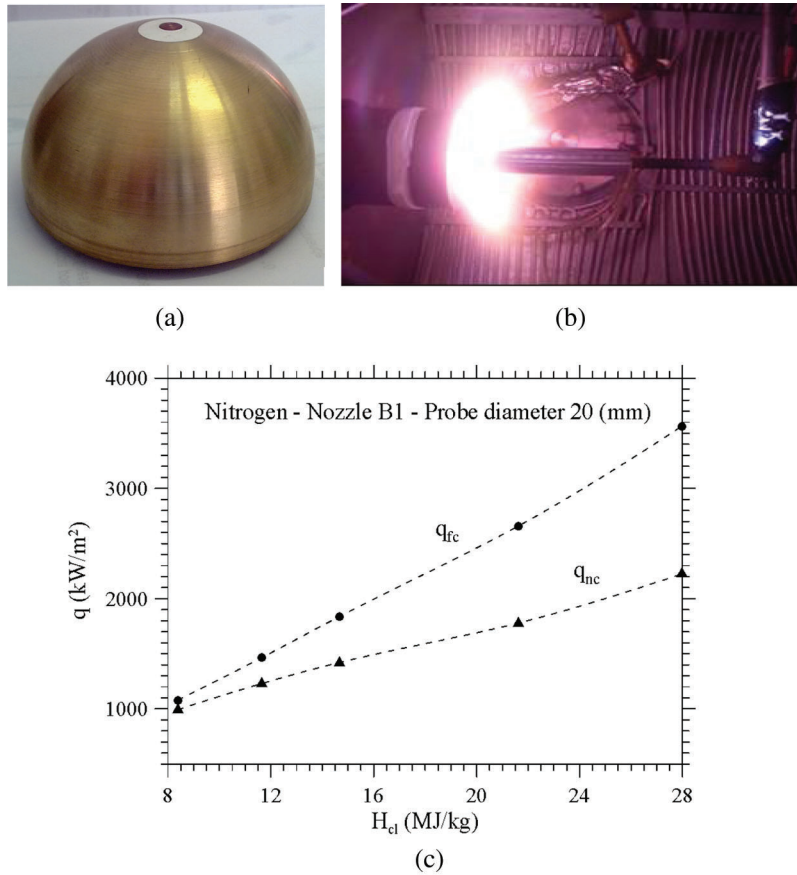 (a)
(b)
4000
Nitrogen - Nozzle B1 - Probe diameter 20 (mm)
3000
q_fc
q (kW/m²)
q_nc
2000
1000
8 12 16 20 24 28
H_cl (MJ/kg)
(c)